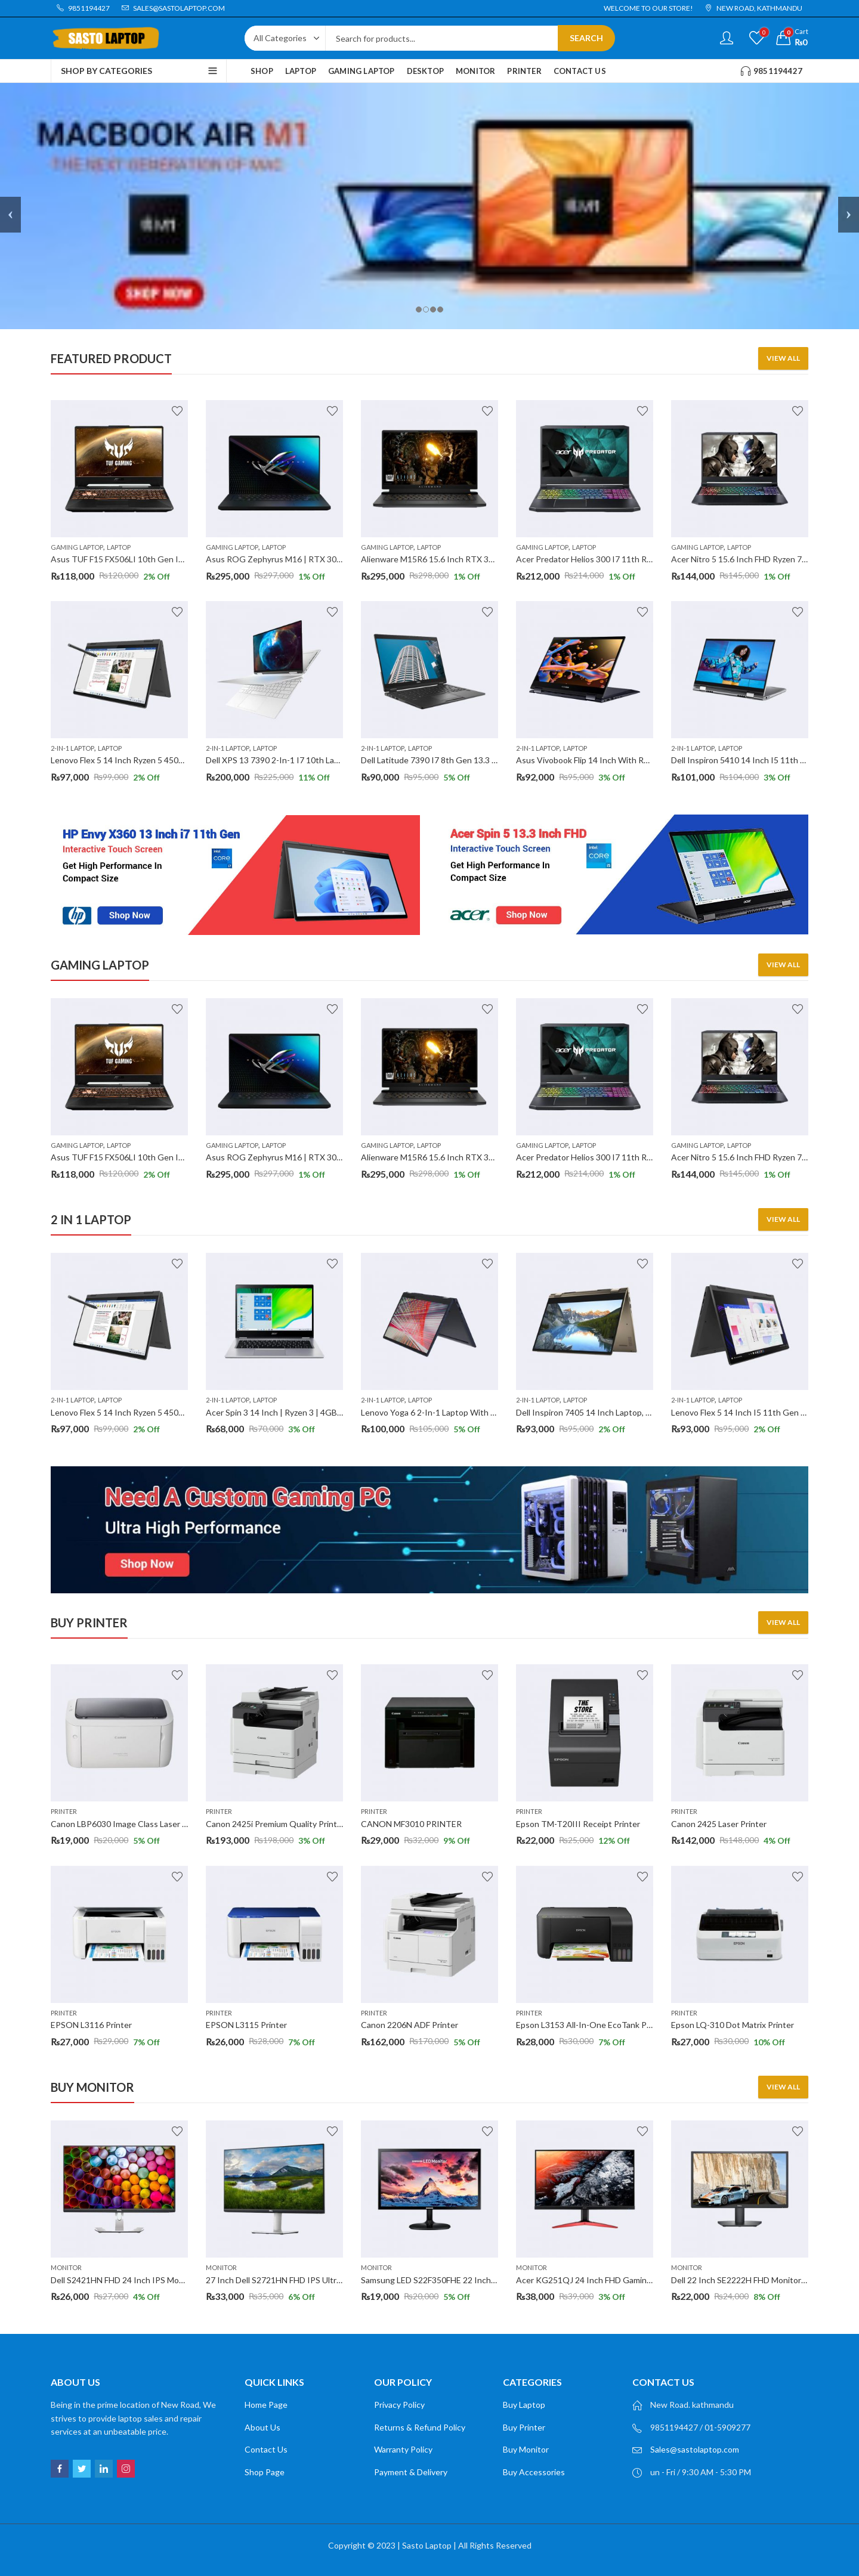 9851194427 SALES@SASTOLAPTOP.COM WELCOME TO OUR STORE! NEW ROAD, KATHMANDU
SASTO LAPTOP All Categories Search for products... SEARCH 0 0 Cart ₨0
SHOP BY CATEGORIES SHOP LAPTOP GAMING LAPTOP DESKTOP MONITOR PRINTER CONTACT US 9851194427
MACBOOK AIR M1
THE NEXT GENERATION OF MAC
M1
M1
SHOP NOW
FEATURED PRODUCT VIEW ALL
GAMING LAPTOP, LAPTOP
Asus TUF F15 FX506LI 10th Gen I...
₨118,000 ₨120,000 2% Off
GAMING LAPTOP, LAPTOP
Asus ROG Zephyrus M16 | RTX 30...
₨295,000 ₨297,000 1% Off
GAMING LAPTOP, LAPTOP
Alienware M15R6 15.6 Inch RTX 3...
₨295,000 ₨298,000 1% Off
GAMING LAPTOP, LAPTOP
Acer Predator Helios 300 I7 11th R...
₨212,000 ₨214,000 1% Off
GAMING LAPTOP, LAPTOP
Acer Nitro 5 15.6 Inch FHD Ryzen 7...
₨144,000 ₨145,000 1% Off
2-IN-1 LAPTOP, LAPTOP
Lenovo Flex 5 14 Inch Ryzen 5 450...
₨97,000 ₨99,000 2% Off
2-IN-1 LAPTOP, LAPTOP
Dell XPS 13 7390 2-In-1 I7 10th La...
₨200,000 ₨225,000 11% Off
2-IN-1 LAPTOP, LAPTOP
Dell Latitude 7390 I7 8th Gen 13.3 ...
₨90,000 ₨95,000 5% Off
2-IN-1 LAPTOP, LAPTOP
Asus Vivobook Flip 14 Inch With R...
₨92,000 ₨95,000 3% Off
2-IN-1 LAPTOP, LAPTOP
Dell Inspiron 5410 14 Inch I5 11th ...
₨101,000 ₨104,000 3% Off
HP Envy X360 13 Inch i7 11th Gen
Interactive Touch Screen
Get High Performance In
Compact Size
hp Shop Now
intel CORE i7
Acer Spin 5 13.3 Inch FHD
Interactive Touch Screen
Get High Performance In
Compact Size
acer Shop Now
intel CORE
GAMING LAPTOP VIEW ALL
GAMING LAPTOP, LAPTOP
Asus TUF F15 FX506LI 10th Gen I...
₨118,000 ₨120,000 2% Off
GAMING LAPTOP, LAPTOP
Asus ROG Zephyrus M16 | RTX 30...
₨295,000 ₨297,000 1% Off
GAMING LAPTOP, LAPTOP
Alienware M15R6 15.6 Inch RTX 3...
₨295,000 ₨298,000 1% Off
GAMING LAPTOP, LAPTOP
Acer Predator Helios 300 I7 11th R...
₨212,000 ₨214,000 1% Off
GAMING LAPTOP, LAPTOP
Acer Nitro 5 15.6 Inch FHD Ryzen 7...
₨144,000 ₨145,000 1% Off
2 IN 1 LAPTOP VIEW ALL
2-IN-1 LAPTOP, LAPTOP
Lenovo Flex 5 14 Inch Ryzen 5 450...
₨97,000 ₨99,000 2% Off
2-IN-1 LAPTOP, LAPTOP
Acer Spin 3 14 Inch | Ryzen 3 | 4GB...
₨68,000 ₨70,000 3% Off
2-IN-1 LAPTOP, LAPTOP
Lenovo Yoga 6 2-In-1 Laptop With ...
₨100,000 ₨105,000 5% Off
2-IN-1 LAPTOP, LAPTOP
Dell Inspiron 7405 14 Inch Laptop, ...
₨93,000 ₨95,000 2% Off
2-IN-1 LAPTOP, LAPTOP
Lenovo Flex 5 14 Inch I5 11th Gen ...
₨93,000 ₨95,000 2% Off
Need A Custom Gaming PC
Ultra High Performance
Shop Now
BUY PRINTER VIEW ALL
PRINTER
Canon LBP6030 Image Class Laser ...
₨19,000 ₨20,000 5% Off
PRINTER
Canon 2425i Premium Quality Print...
₨193,000 ₨198,000 3% Off
PRINTER
CANON MF3010 PRINTER
₨29,000 ₨32,000 9% Off
THE STORE
EPSON
PRINTER
Epson TM-T20III Receipt Printer
₨22,000 ₨25,000 12% Off
PRINTER
Canon 2425 Laser Printer
₨142,000 ₨148,000 4% Off
PRINTER
EPSON L3116 Printer
₨27,000 ₨29,000 7% Off
PRINTER
EPSON L3115 Printer
₨26,000 ₨28,000 7% Off
PRINTER
Canon 2206N ADF Printer
₨162,000 ₨170,000 5% Off
PRINTER
Epson L3153 All-In-One EcoTank P...
₨28,000 ₨30,000 7% Off
PRINTER
Epson LQ-310 Dot Matrix Printer
₨27,000 ₨30,000 10% Off
BUY MONITOR VIEW ALL
MONITOR
Dell S2421HN FHD 24 Inch IPS Mo...
₨26,000 ₨27,000 4% Off
MONITOR
27 Inch Dell S2721HN FHD IPS Ultr...
₨33,000 ₨35,000 6% Off
MONITOR
Samsung LED S22F350FHE 22 Inch...
₨19,000 ₨20,000 5% Off
MONITOR
Acer KG251QJ 24 Inch FHD Gamin...
₨38,000 ₨39,000 3% Off
MONITOR
Dell 22 Inch SE2222H FHD Monitor...
₨22,000 ₨24,000 8% Off
ABOUT US
Being in the prime location of New Road, We
strives to provide laptop sales and repair
services at an unbeatable price.
QUICK LINKS
Home Page
About Us
Contact Us
Shop Page
OUR POLICY
Privacy Policy
Returns & Refund Policy
Warranty Policy
Payment & Delivery
CATEGORIES
Buy Laptop
Buy Printer
Buy Monitor
Buy Accessories
CONTACT US
New Road. kathmandu
9851194427 / 01-5909277
Sales@sastolaptop.com
un - Fri / 9:30 AM - 5:30 PM
Copyright © 2023 | Sasto Laptop | All Rights Reserved